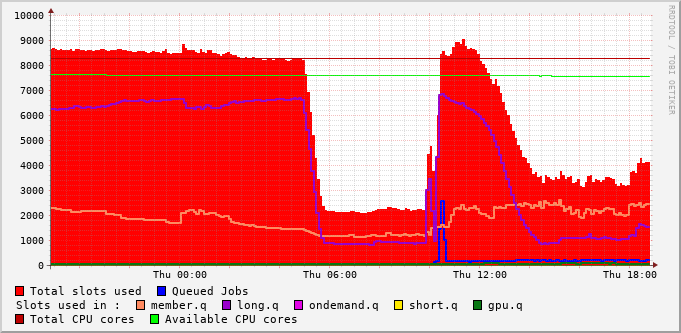 10000
9000
8000
7000
6000
5000
4000
3000
2000
1000
0
Thu 00:00 Thu 06:00 Thu 12:00 Thu 18:00
RRDTOOL / TOBI OETIKER
Total slots used Queued Jobs
Slots used in : member.q long.q ondemand.q short.q gpu.q
Total CPU cores Available CPU cores